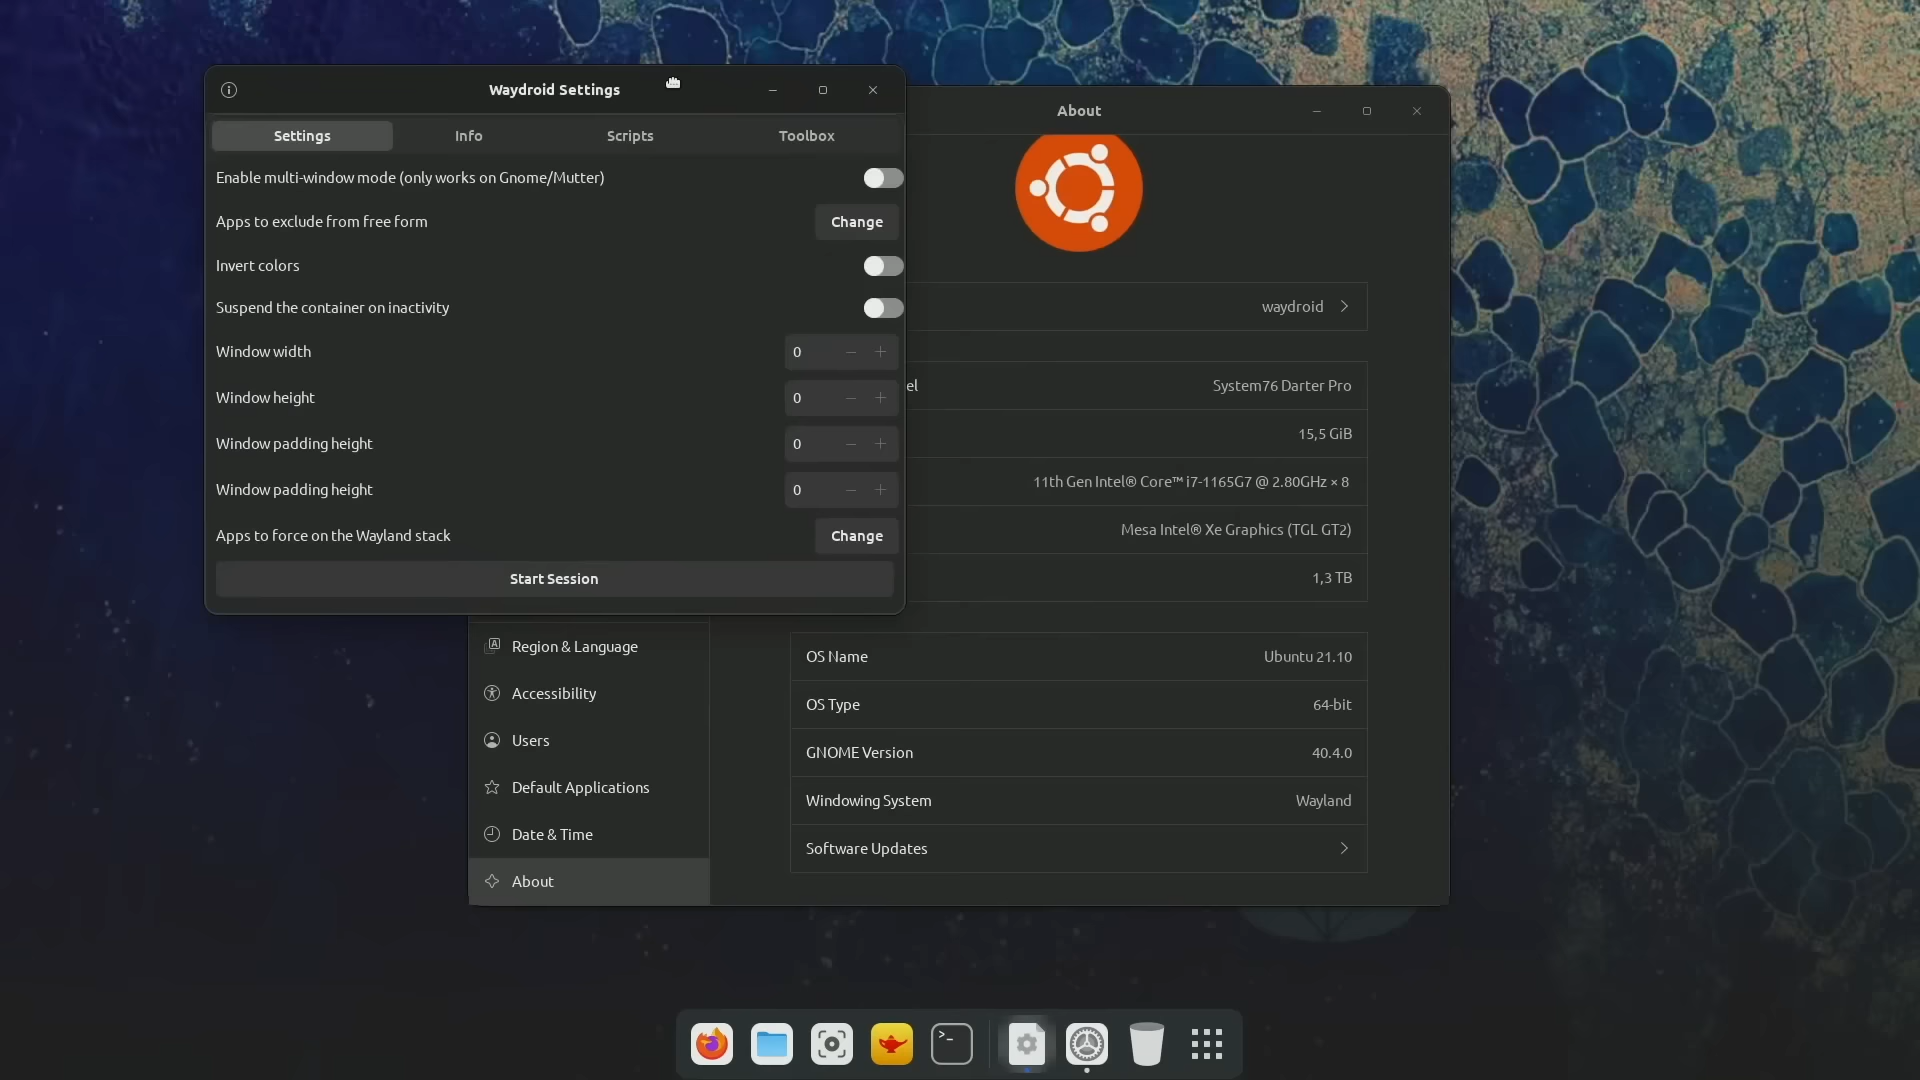 Waydroid Settings
Settings
Info
Scripts
Toolbox
Enable multi-window mode (only works on Gnome/Mutter)
Apps to exclude from free form
Change
Invert colors
Suspend the container on inactivity
Window width
0
Window height
0
Window padding height
0
Window padding height
0
Apps to force on the Wayland stack
Change
Start Session
About
waydroid
el
System76 Darter Pro
15,5 GiB
11th Gen Intel® Core™ i7-1165G7 @ 2.80GHz × 8
Mesa Intel® Xe Graphics (TGL GT2)
1,3 TB
Region & Language
Accessibility
Users
Default Applications
Date & Time
About
OS Name
Ubuntu 21.10
OS Type
64-bit
GNOME Version
40.4.0
Windowing System
Wayland
Software Updates